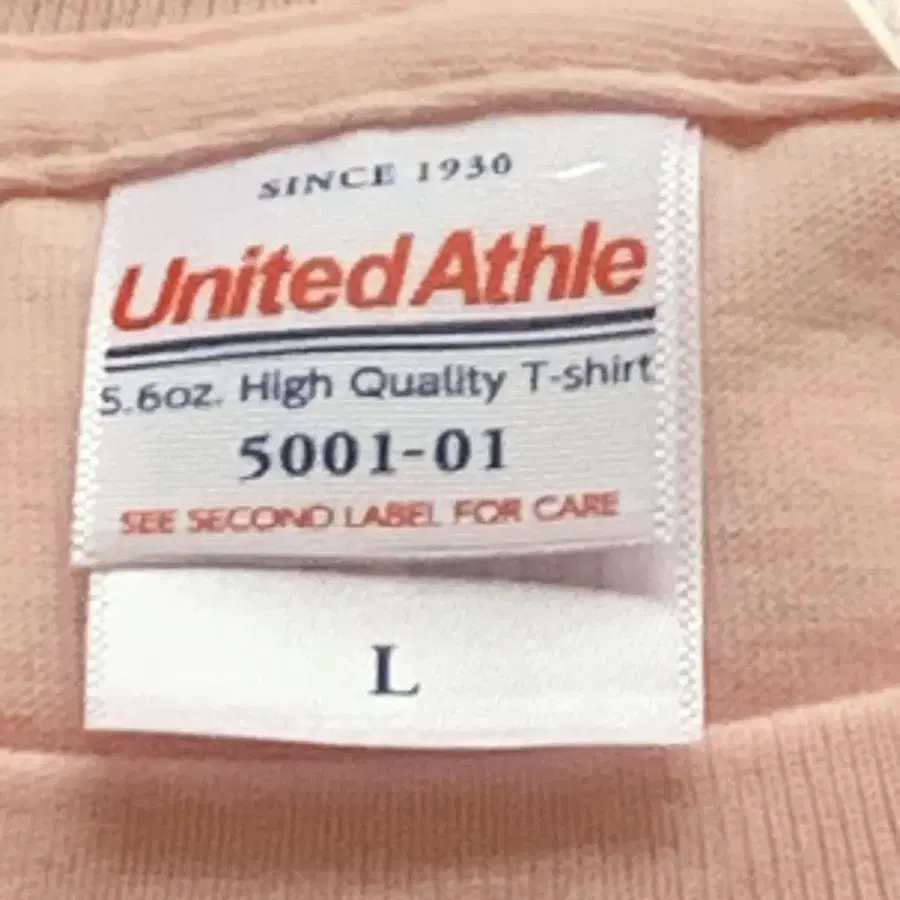 SINCE 1930
United Athle
5.6oz. High Quality T-shirt
5001-01
SEE SECOND LABEL FOR CARE
L